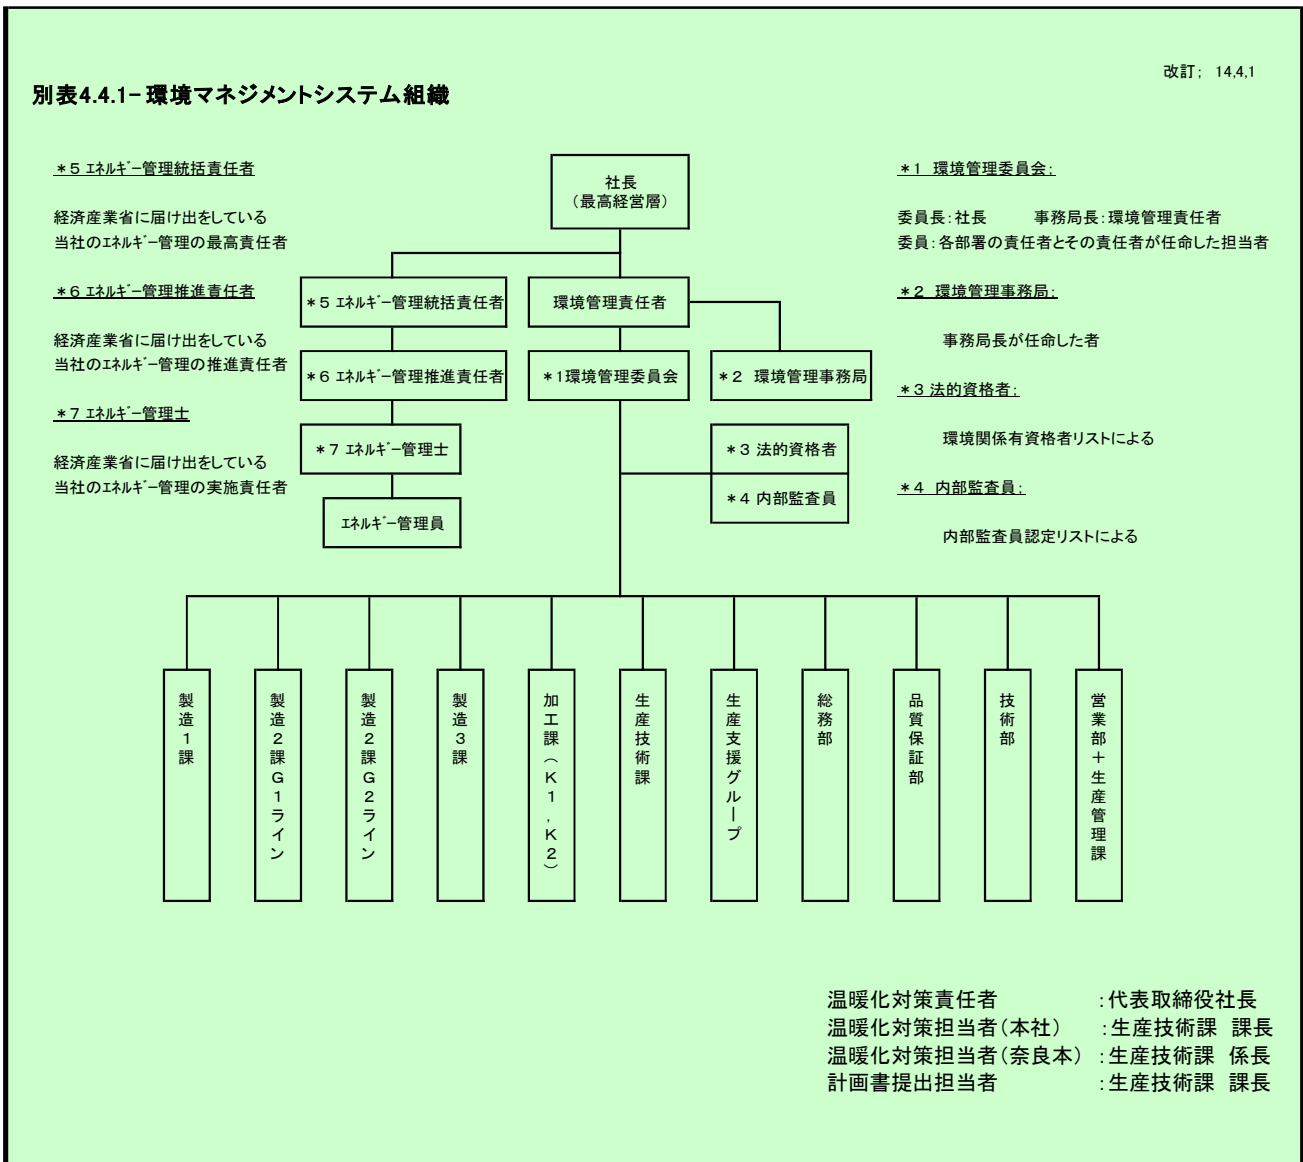 改訂； 14,4,1
別表4.4.1-環境マネジメントシステム組織
＊5 ｴﾈﾙｷﾞｰ管理統括責任者
経済産業省に届け出をしている
当社のｴﾈﾙｷﾞｰ管理の最高責任者
＊6 ｴﾈﾙｷﾞｰ管理推進責任者
経済産業省に届け出をしている
当社のｴﾈﾙｷﾞｰ管理の推進責任者
＊7 ｴﾈﾙｷﾞｰ管理士
経済産業省に届け出をしている
当社のｴﾈﾙｷﾞｰ管理の実施責任者
社長
（最高経営層）
＊5 ｴﾈﾙｷﾞｰ管理統括責任者
環境管理責任者
＊6 ｴﾈﾙｷﾞｰ管理推進責任者
＊1環境管理委員会
＊2　環境管理事務局
＊7 ｴﾈﾙｷﾞｰ管理士
＊3 法的資格者
＊4 内部監査員
ｴﾈﾙｷﾞｰ管理員
＊1　環境管理委員会；
委員長：社長　　事務局長：環境管理責任者
委員：各部署の責任者とその責任者が任命した担当者
＊2　環境管理事務局；
事務局長が任命した者
＊3 法的資格者；
環境関係有資格者リストによる
＊4　内部監査員；
内部監査員認定リストによる
製造1課
製造2課G1ライン
製造2課G2ライン
製造3課
加工課（K1,K2）
生産技術課
生産支援グループ
総務部
品質保証部
技術部
営業部＋生産管理課
温暖化対策責任者　　　：代表取締役社長
温暖化対策担当者（本社）　：生産技術課　課長
温暖化対策担当者（奈良本）：生産技術課　係長
計画書提出担当者　　　：生産技術課　課長